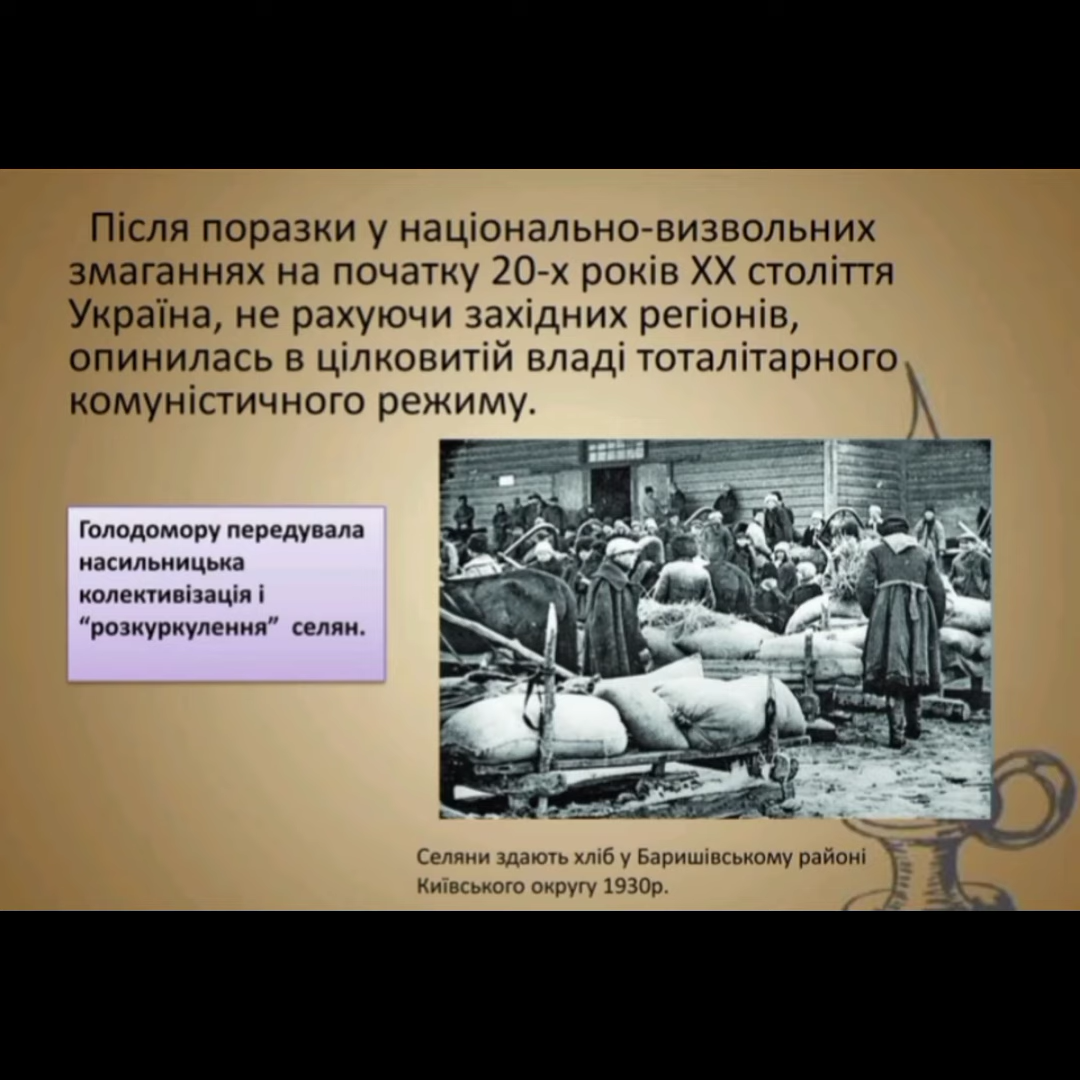 Після поразки у національно-визвольних
змаганнях на початку 20-х років ХХ століття
Україна, не рахуючи західних регіонів,
опинилась в цілковитій владі тоталітарного
комуністичного режиму.
Голодомору передувала
насильницька
колективізація і
“розкуркулення” селян.
Селяни здають хліб у Баришівському районі
Київського округу 1930р.